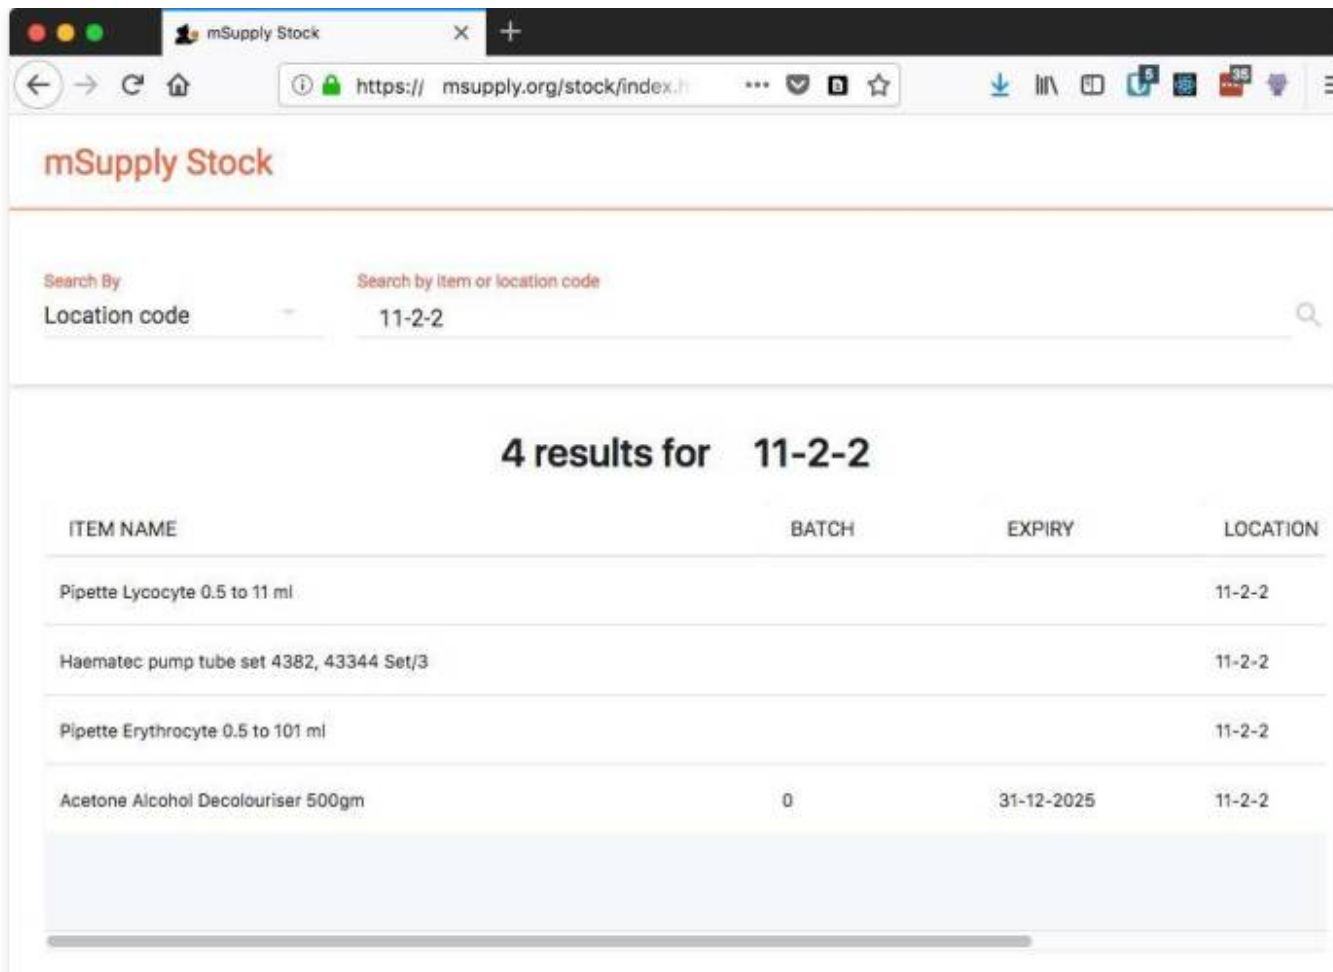 mSupply Stock
https:// msupply.org/stock/index.h
5
35
mSupply Stock
Search By
Search by item or location code
Location code
11-2-2
4 results for 11-2-2
ITEM NAME BATCH EXPIRY LOCATION
Pipette Lycocyte 0.5 to 11 ml 11-2-2
Haematec pump tube set 4382, 43344 Set/3 11-2-2
Pipette Erythrocyte 0.5 to 101 ml 11-2-2
Acetone Alcohol Decolouriser 500gm 0 31-12-2025 11-2-2